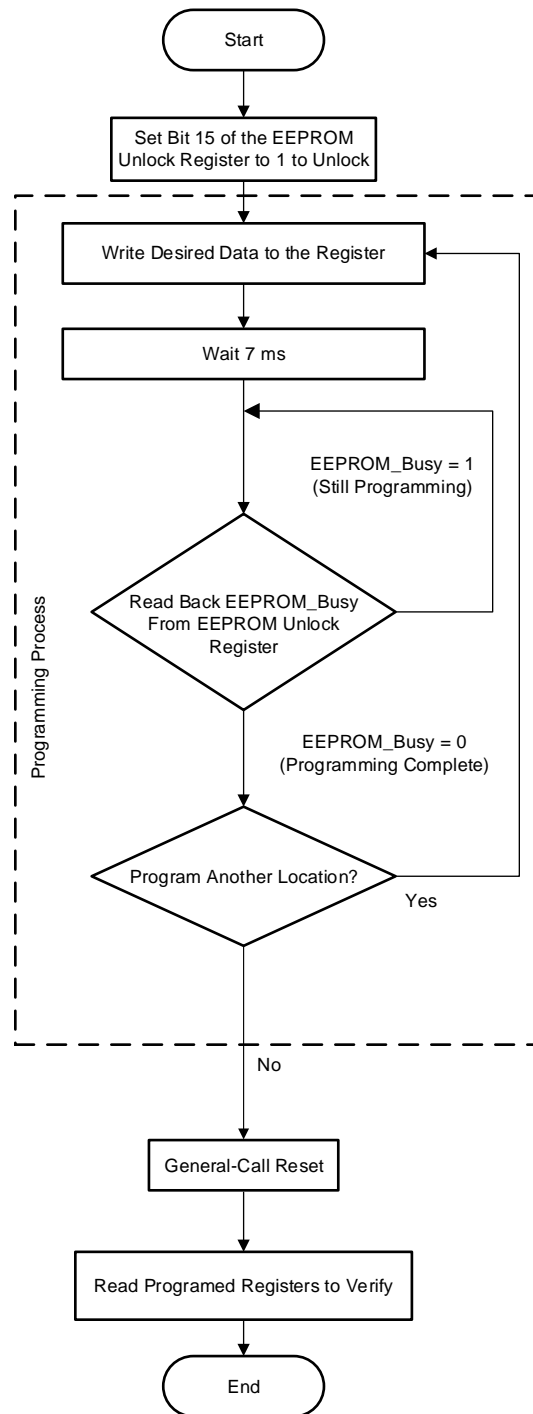 Start
Set Bit 15 of the EEPROM
Unlock Register to 1 to Unlock
Write Desired Data to the Register
Wait 7 ms
EEPROM_Busy = 1
(Still Programming)
Read Back EEPROM_Busy
From EEPROM Unlock
Register
Programming Process
EEPROM_Busy = 0
(Programming Complete)
Program Another Location?
Yes
No
General-Call Reset
Read Programed Registers to Verify
End